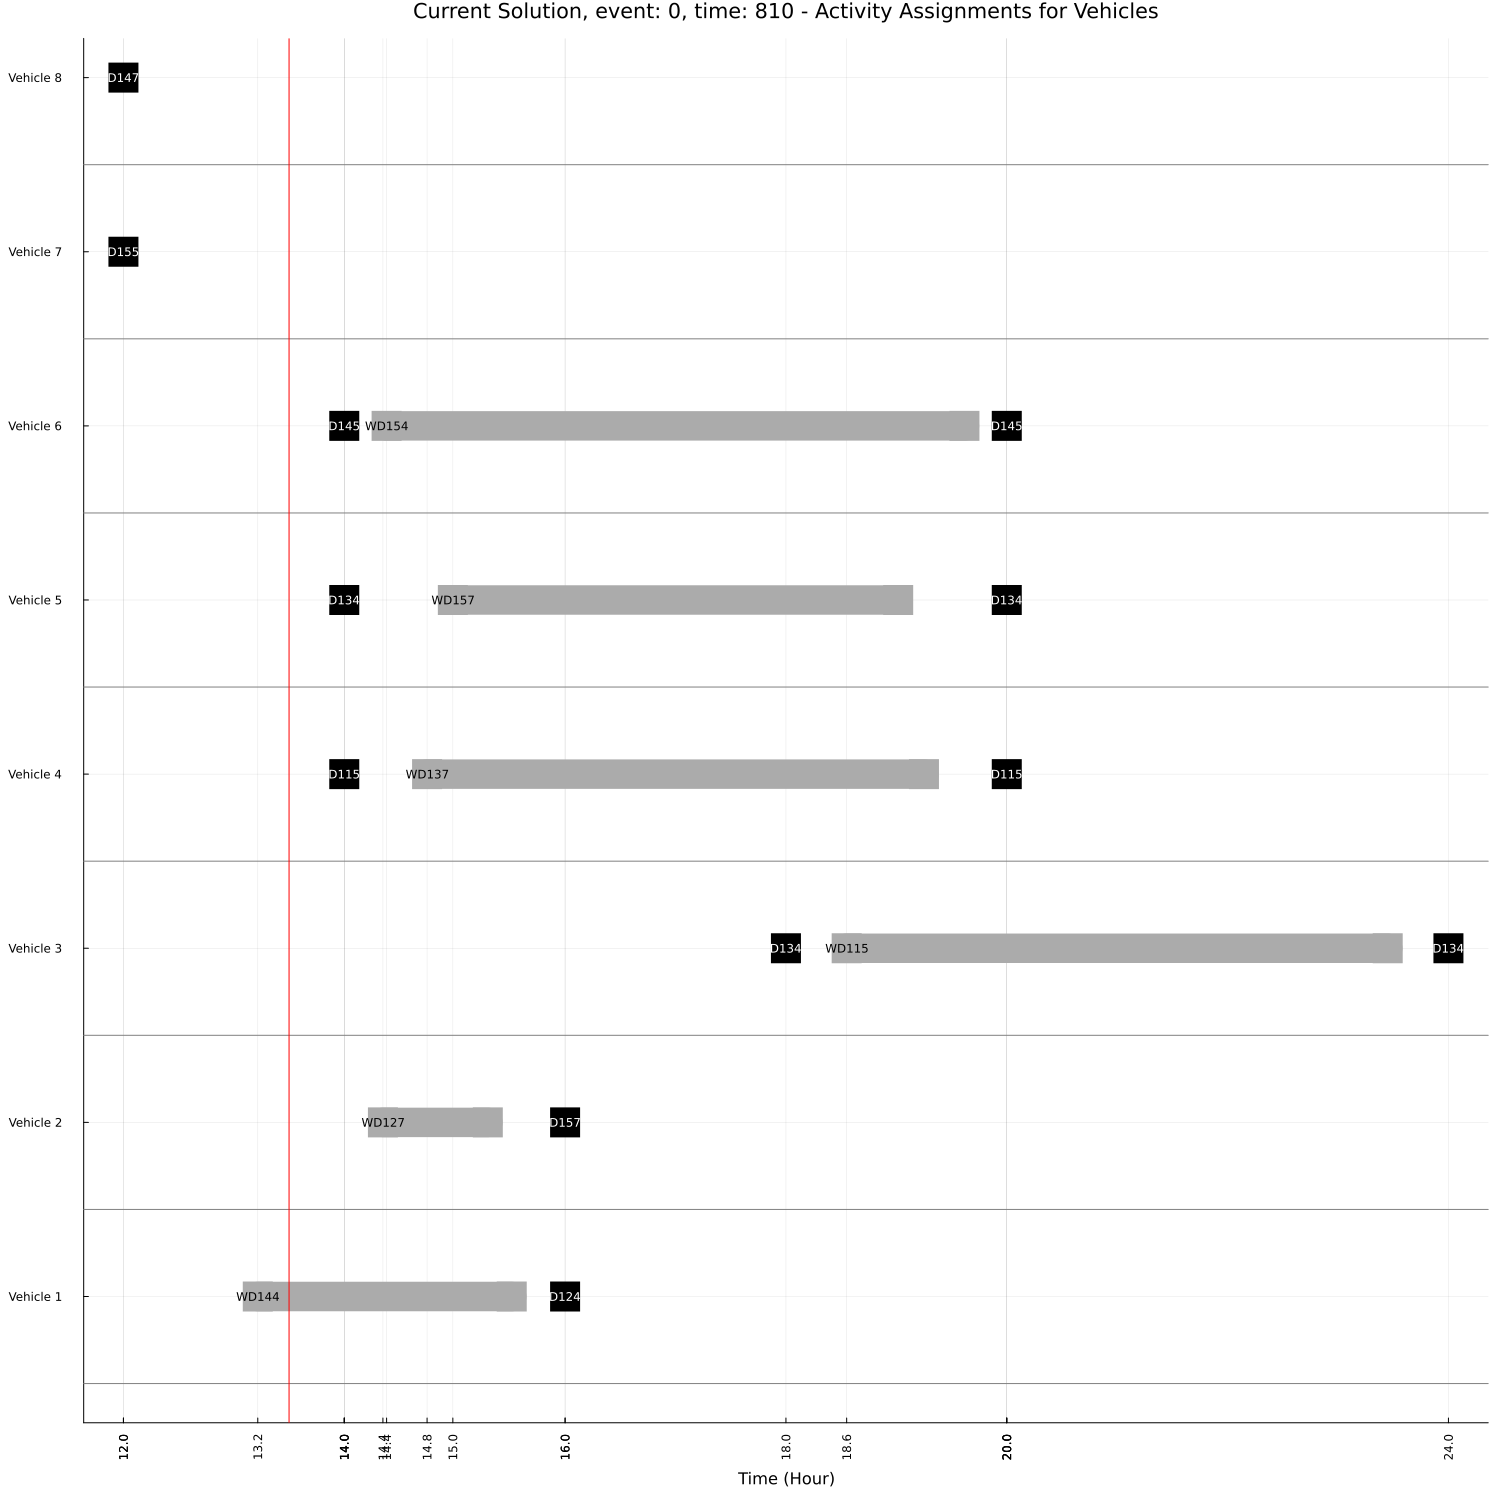 Current Solution, event: 0, time: 810 - Activity Assignments for Vehicles
Vehicle 8
D147
Vehicle 7
D155
Vehicle 6
D145 WD154 D145
Vehicle 5
D134 WD157 D134
Vehicle 4
D115 WD137 D115
Vehicle 3
D134 WD115 D134
Vehicle 2
WD127 D157
Vehicle 1
WD144 D124
12.0 13.2 14.0 14.4 14.8 15.0 16.0 18.0 18.6 20.0 24.0
Time (Hour)